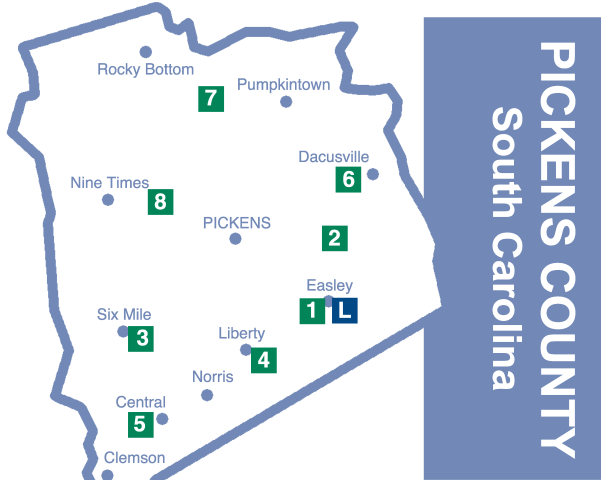 Rocky Bottom
Pumpkintown
7
Dacusville
6
Nine Times
8
PICKENS
2
Easley
1
L
Six Mile
3
Liberty
4
Norris
Central
5
Clemson
PICKENS COUNTY
South Carolina